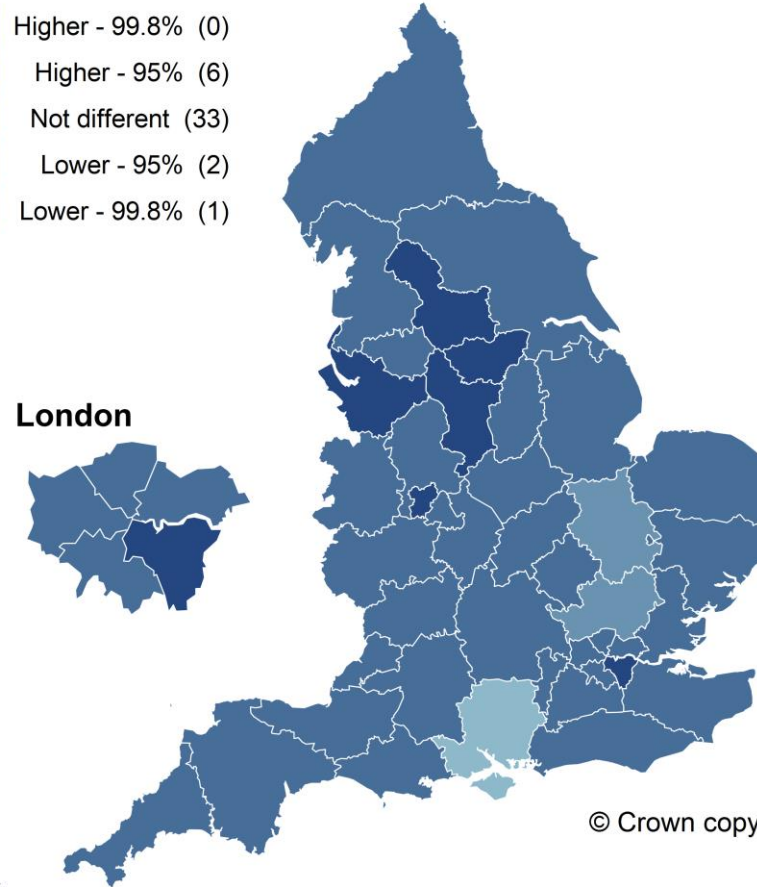 Higher - 99.8% (0)
Higher - 95% (6)
Not different (33)
Lower - 95% (2)
Lower - 99.8% (1)
London
© Crown copy